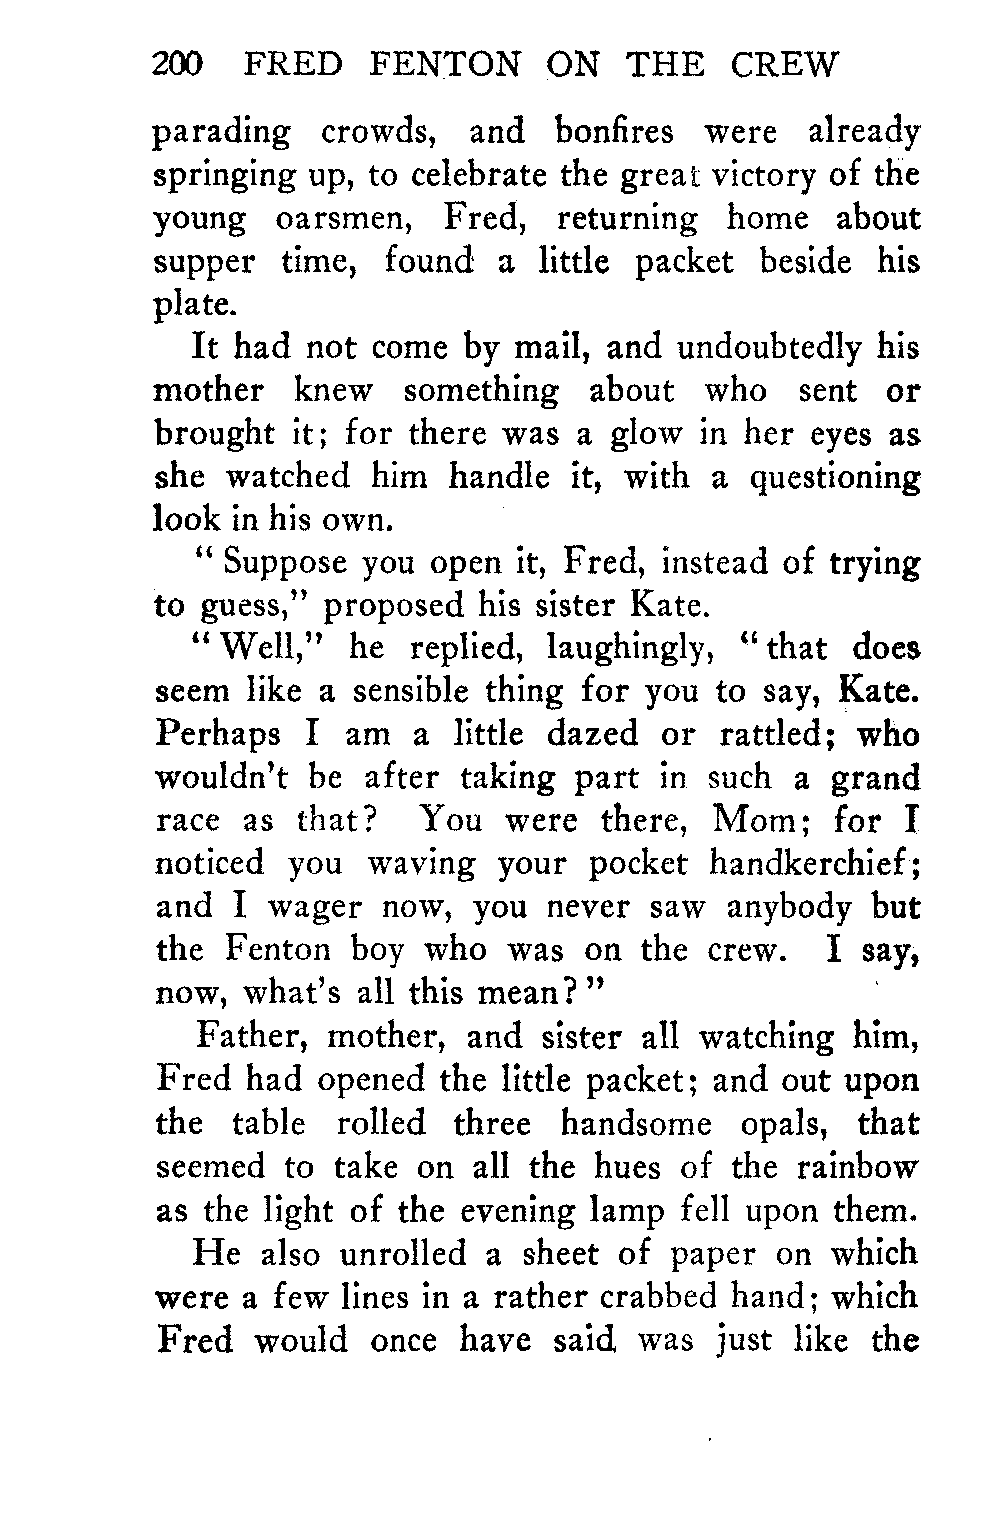 200 FRED FENTON ON THE CREW
parading crowds, and bonfires were already
springing up, to celebrate the great victory of the
young oarsmen, Fred, returning home about
supper time, found a little packet beside his
plate.
It had not come by mail, and undoubtedly his
mother knew something about who sent or
brought it; for there was a glow in her eyes as
she watched him handle it, with a questioning
look in his own.
“ Suppose you open it, Fred, instead of trying
to guess,” proposed his sister Kate.
“ Well,” he replied, laughingly, “ that does
seem like a sensible thing for you to say, Kate.
Perhaps I am a little dazed or rattled; who
wouldn’t be after taking part in such a grand
race as that? You were there, Mom; for I
noticed you waving your pocket handkerchief;
and I wager now, you never saw anybody but
the Fenton boy who was on the crew. I say,
now, what’s all this mean? ”
Father, mother, and sister all watching him,
Fred had opened the little packet; and out upon
the table rolled three handsome opals, that
seemed to take on all the hues of the rainbow
as the light of the evening lamp fell upon them.
He also unrolled a sheet of paper on which
were a few lines in a rather crabbed hand; which
Fred would once have said was just like the